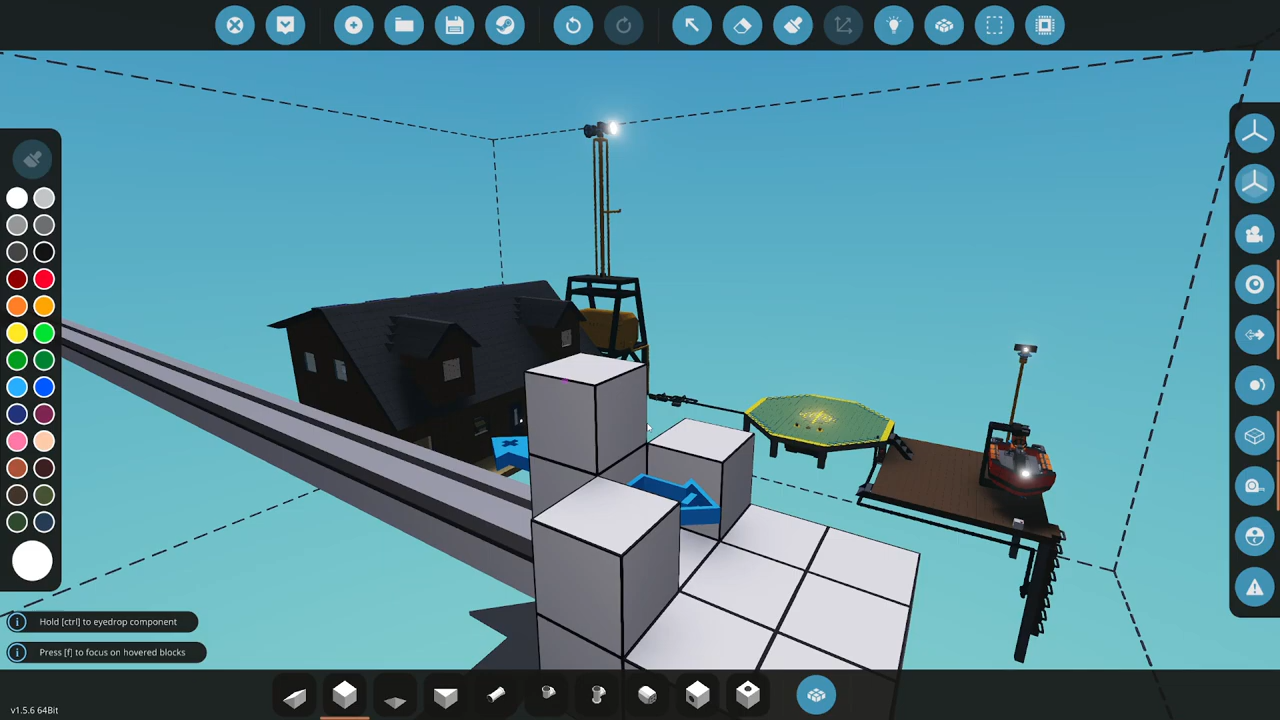 Hold [ctrl] to eyedrop component
Press [f] to focus on hovered blocks
v1.5.6 64Bit